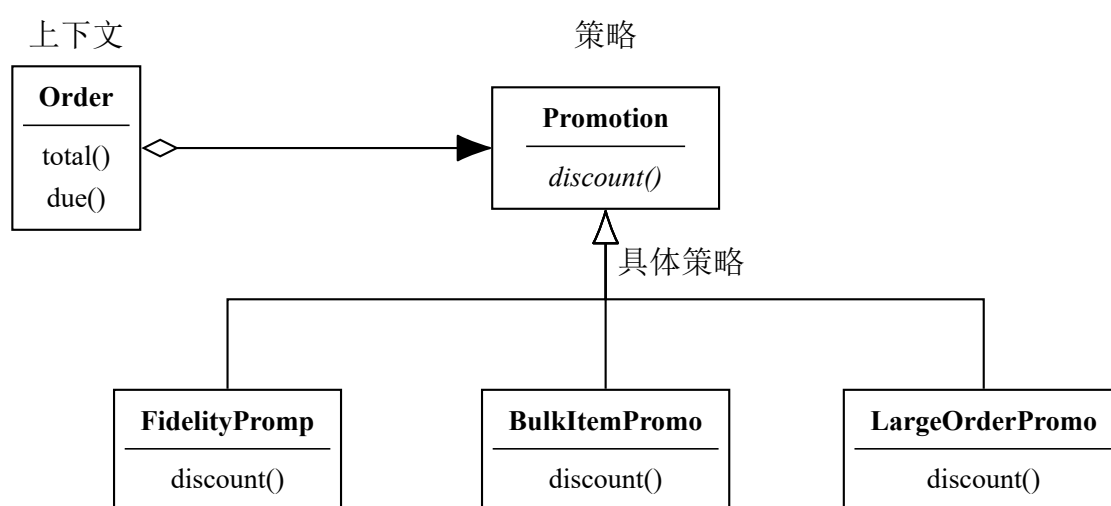 上下文
策略
Order
total()
due()
Promotion
discount()
具体策略
FidelityPromp
discount()
BulkItemPromo
discount()
LargeOrderPromo
discount()